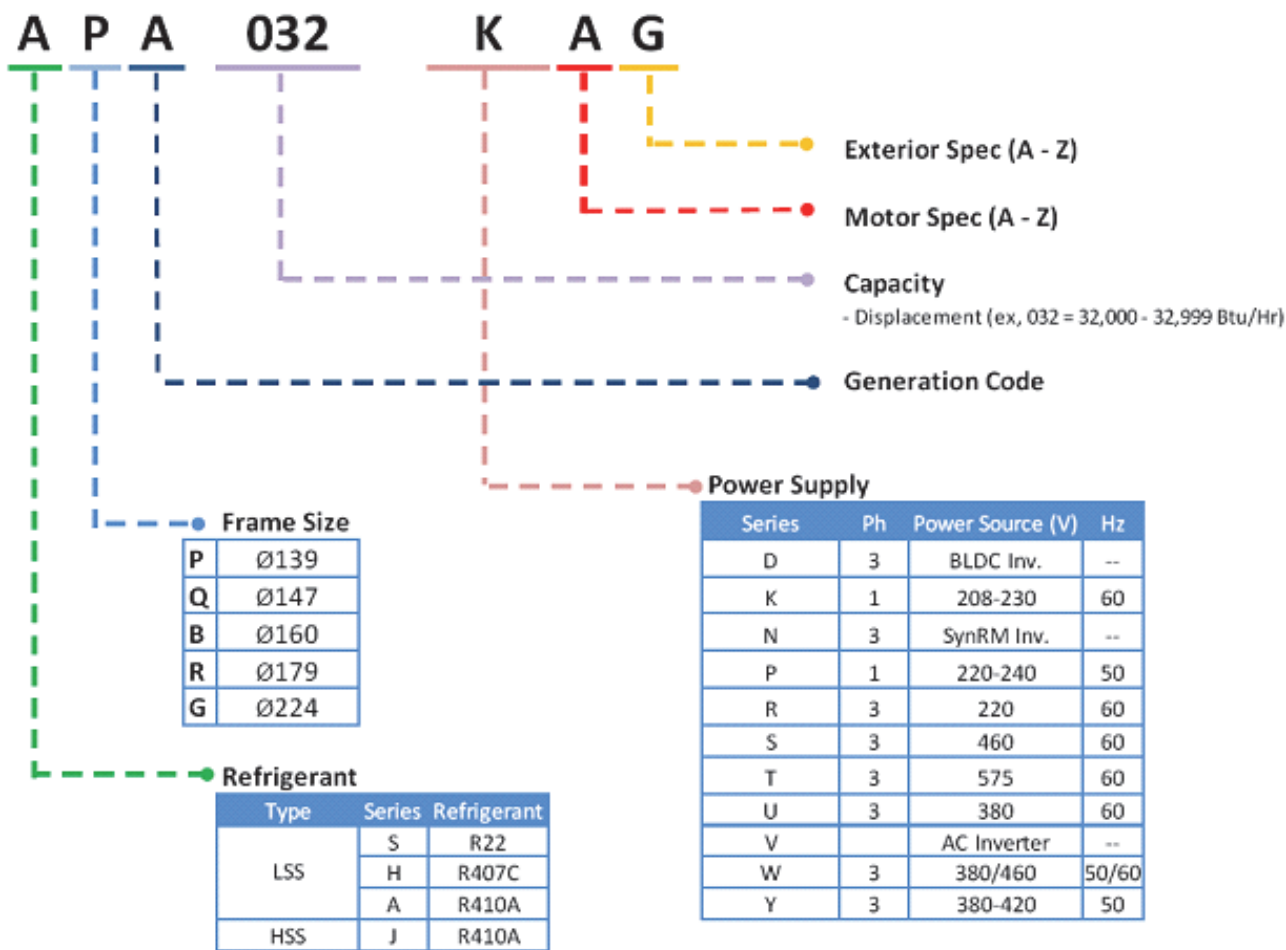 A P A 032 K A G
Exterior Spec (A - Z)
Motor Spec (A - Z)
Capacity
- Displacement (ex, 032 = 32,000 - 32,999 Btu/Hr)
Generation Code
Power Supply
Series Ph Power Source (V) Hz
D 3 BLDC Inv. --
K 1 208-230 60
N 3 SynRM Inv. --
P 1 220-240 50
R 3 220 60
S 3 460 60
T 3 575 60
U 3 380 60
V AC Inverter --
W 3 380/460 50/60
Y 3 380-420 50
Frame Size
P Ø139
Q Ø147
B Ø160
R Ø179
G Ø224
Refrigerant
Type Series Refrigerant
LSS S R22
H R407C
A R410A
HSS J R410A